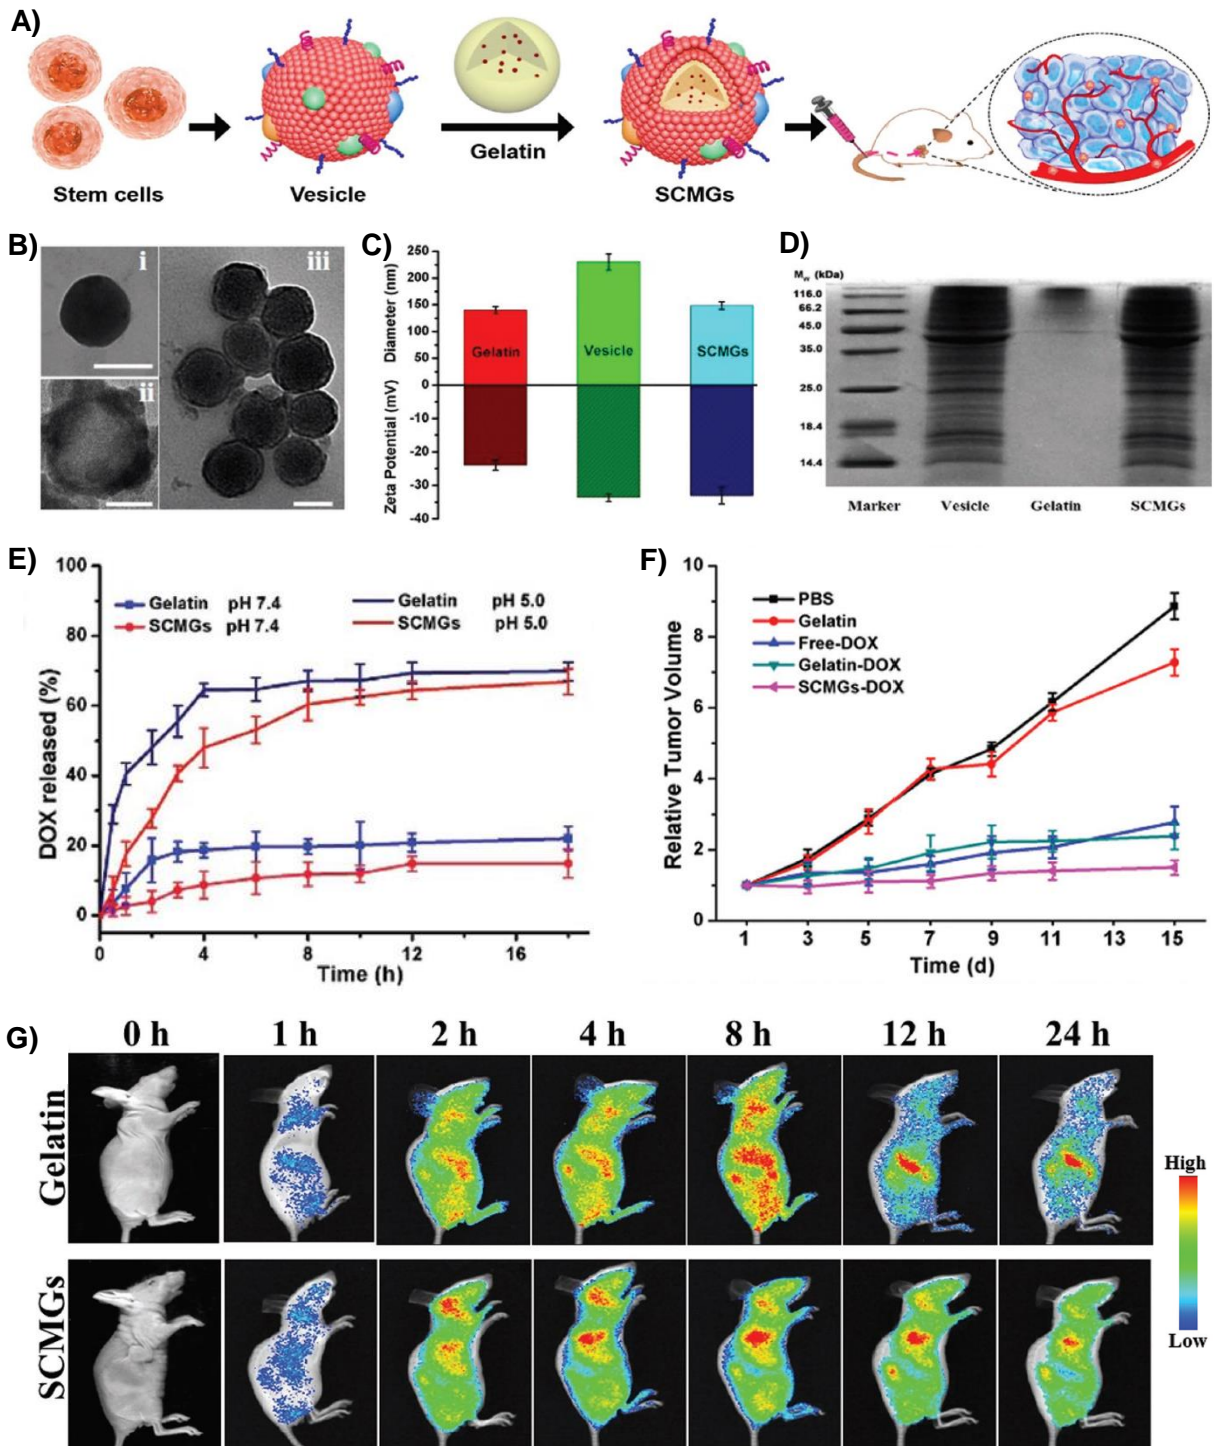 A)
Gelatin
Stem cells
Vesicle
SCMGs
B)
i
ii
iii
C)
250
200
150
100
50
0
-10
-20
-30
-40
Diameter (nm)
Zeta Potential (mV)
Gelatin
Vesicle
SCMGs
D)
Mw (kDa)
116.0
66.2
45.0
35.0
25.0
18.4
14.4
Marker Vesicle Gelatin SCMGs
E)
100
80
60
40
20
0
DOX released (%)
Gelatin pH 7.4
SCMGs pH 7.4
Gelatin pH 5.0
SCMGs pH 5.0
0 4 8 12 16
Time (h)
F)
10
8
6
4
2
0
Relative Tumor Volume
PBS
Gelatin
Free-DOX
Gelatin-DOX
SCMGs-DOX
1 3 5 7 9 11 13 15
Time (d)
G)
0 h 1 h 2 h 4 h 8 h 12 h 24 h
Gelatin
SCMGs
High
Low